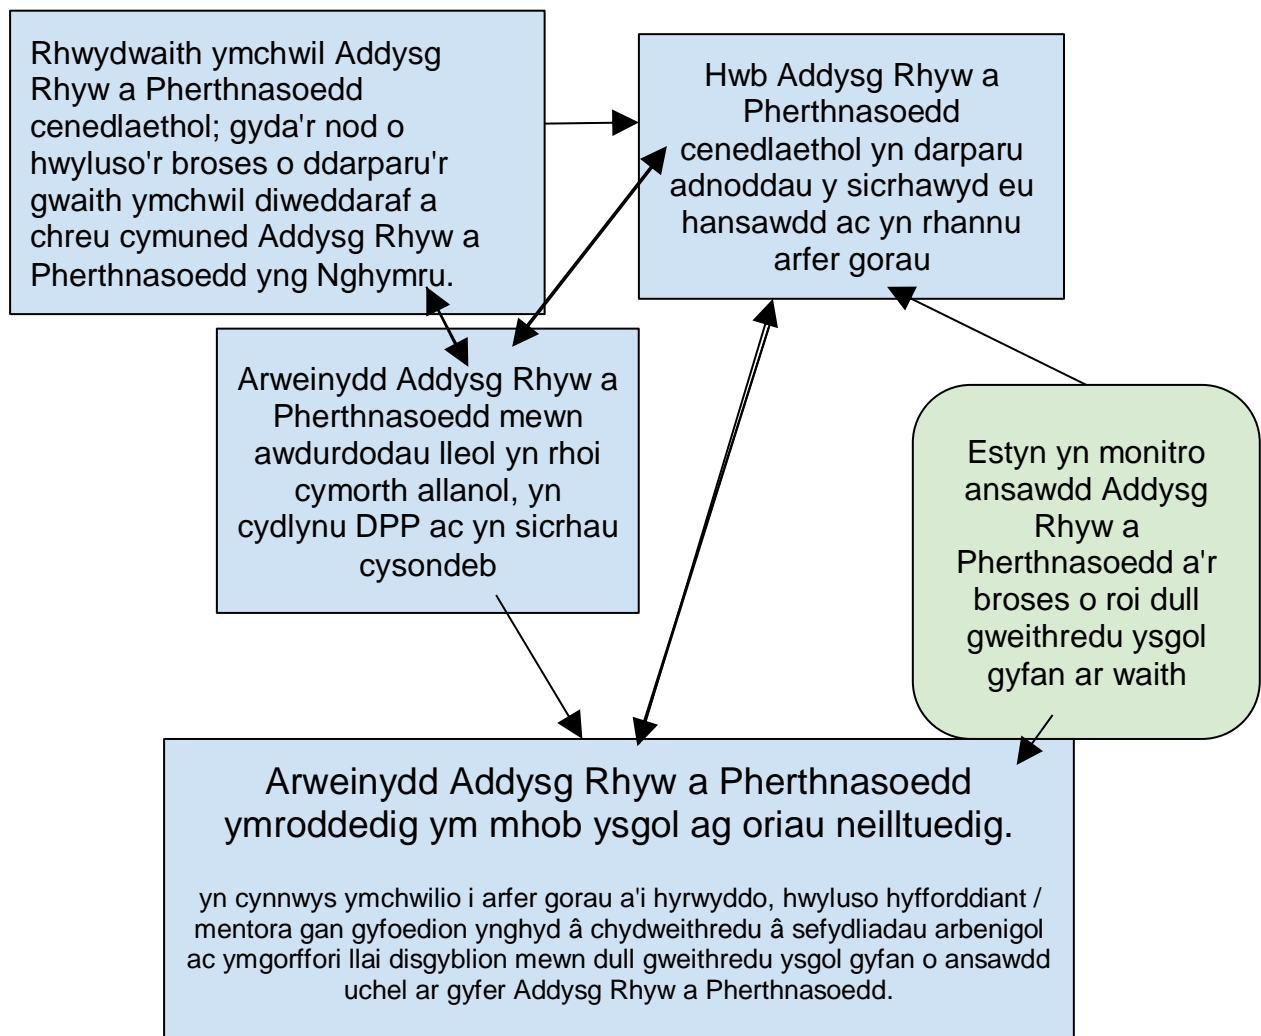 Rhwydwaith ymchwil Addysg
Rhyw a Pherthnasoedd
cenedlaethol; gyda'r nod o
hwyluso'r broses o ddarparu'r
gwaith ymchwil diweddaraf a
chreu cymuned Addysg Rhyw a
Pherthnasoedd yng Nghymru.
Hwb Addysg Rhyw a
Pherthnasoedd
cenedlaethol yn darparu
adnoddau y sicrhawyd eu
hansawdd ac yn rhannu
arfer gorau
Arweinydd Addysg Rhyw a
Pherthnasoedd mewn
awdurdodau lleol yn rhoi
cymorth allanol, yn
cydlynu DPP ac yn sicrhau
cysondeb
Estyn yn monitro
ansawdd Addysg
Rhyw a
Pherthnasoedd a'r
broses o roi dull
gweithredu ysgol
gyfan ar waith
Arweinydd Addysg Rhyw a Pherthnasoedd
ymroddedig ym mhob ysgol ag oriau neilltuedig.
yn cynnwys ymchwilio i arfer gorau a'i hyrwyddo, hwyluso hyfforddiant /
mentora gan gyfoedion ynghyd â chydweithredu â sefydliadau arbenigol
ac ymgorffori llai disgyblion mewn dull gweithredu ysgol gyfan o ansawdd
uchel ar gyfer Addysg Rhyw a Pherthnasoedd.